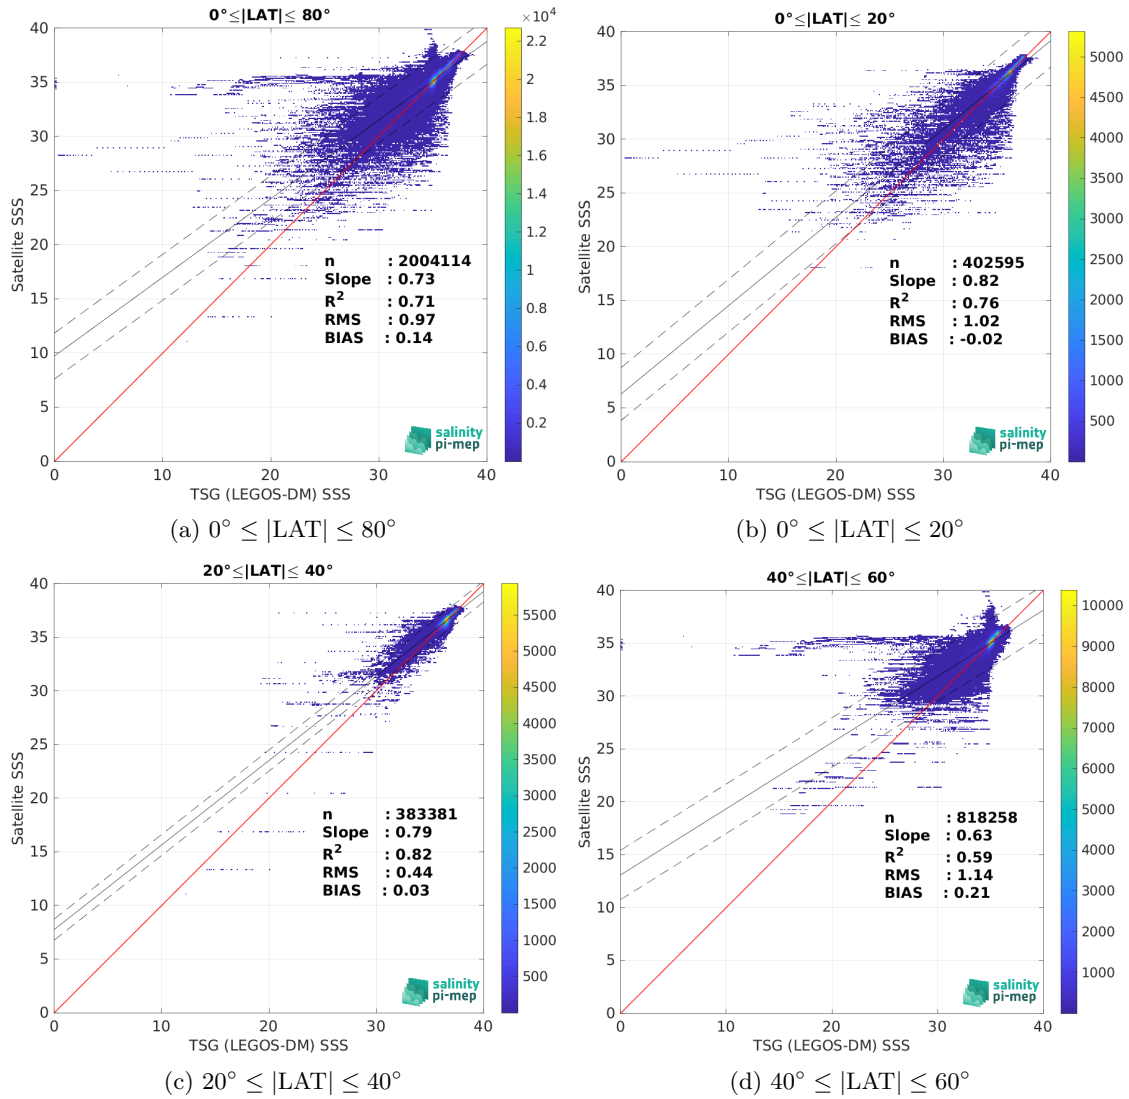 0°≤|LAT|≤ 80°
×10⁴
40
35
30
25
20
15
10
5
0
Satellite SSS
n : 2004114
Slope : 0.73
R² : 0.71
RMS : 0.97
BIAS : 0.14
salinity
pi-mep
0 10 20 30 40
TSG (LEGOS-DM) SSS
2.2
2
1.8
1.6
1.4
1.2
1
0.8
0.6
0.4
0.2
(a) 0° ≤ |LAT| ≤ 80°
0°≤|LAT|≤ 20°
40
35
30
25
20
15
10
5
0
Satellite SSS
n : 402595
Slope : 0.82
R² : 0.76
RMS : 1.02
BIAS : -0.02
salinity
pi-mep
0 10 20 30 40
TSG (LEGOS-DM) SSS
5000
4500
4000
3500
3000
2500
2000
1500
1000
500
(b) 0° ≤ |LAT| ≤ 20°
20°≤|LAT|≤ 40°
40
35
30
25
20
15
10
5
0
Satellite SSS
n : 383381
Slope : 0.79
R² : 0.82
RMS : 0.44
BIAS : 0.03
salinity
pi-mep
0 10 20 30 40
TSG (LEGOS-DM) SSS
5500
5000
4500
4000
3500
3000
2500
2000
1500
1000
500
(c) 20° ≤ |LAT| ≤ 40°
40°≤|LAT|≤ 60°
40
35
30
25
20
15
10
5
0
Satellite SSS
n : 818258
Slope : 0.63
R² : 0.59
RMS : 1.14
BIAS : 0.21
salinity
pi-mep
0 10 20 30 40
TSG (LEGOS-DM) SSS
10000
9000
8000
7000
6000
5000
4000
3000
2000
1000
(d) 40° ≤ |LAT| ≤ 60°